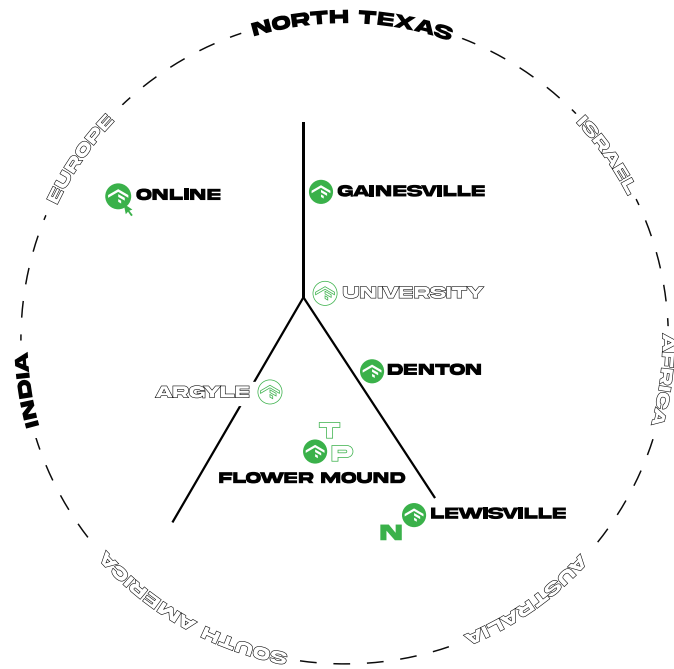 NORTH TEXAS
EUROPE
ISRAEL
ONLINE
GAINESVILLE
UNIVERSITY
INDIA
AFRICA
DENTON
ARGYLE
T
P
FLOWER MOUND
N
LEWISVILLE
SOUTH AMERICA
AUSTRALIA